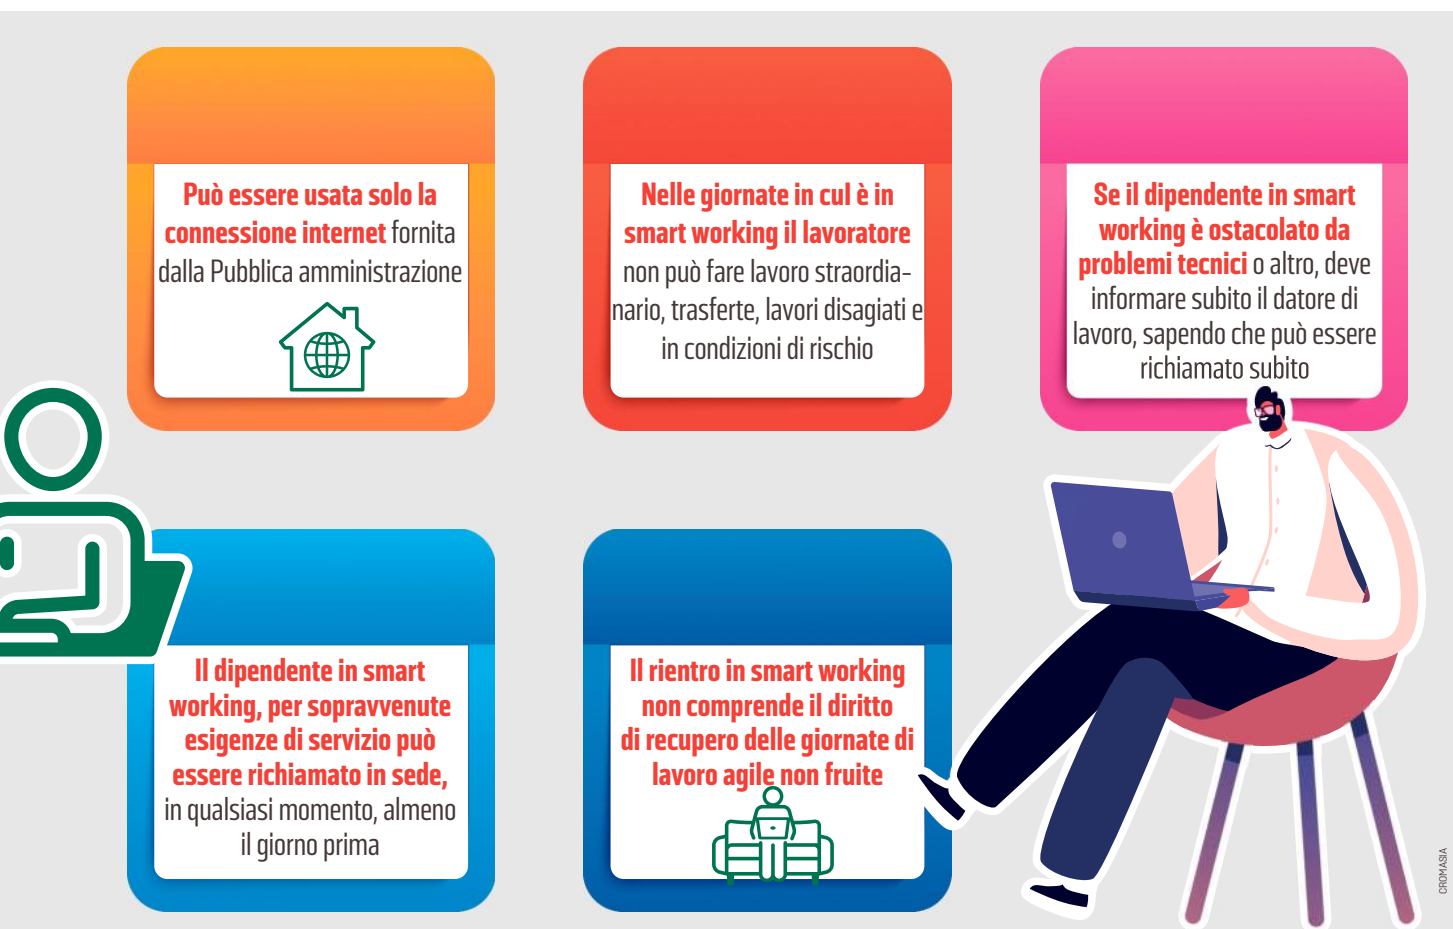 Può essere usata solo la
connessione internet fornita
dalla Pubblica amministrazione
Nelle giornate in cul è in
smart working il lavoratore
non può fare lavoro straordia-
nario, trasferte, lavori disagiati e
in condizioni di rischio
Se il dipendente in smart
working è ostacolato da
problemi tecnici o altro, deve
informare subito il datore di
lavoro, sapendo che può essere
richiamato subito
Il dipendente in smart
working, per sopravvenute
esigenze di servizio può
essere richiamato in sede,
in qualsiasi momento, almeno
il giorno prima
Il rientro in smart working
non comprende il diritto
di recupero delle giornate di
lavoro agile non fruite
CROMASIA